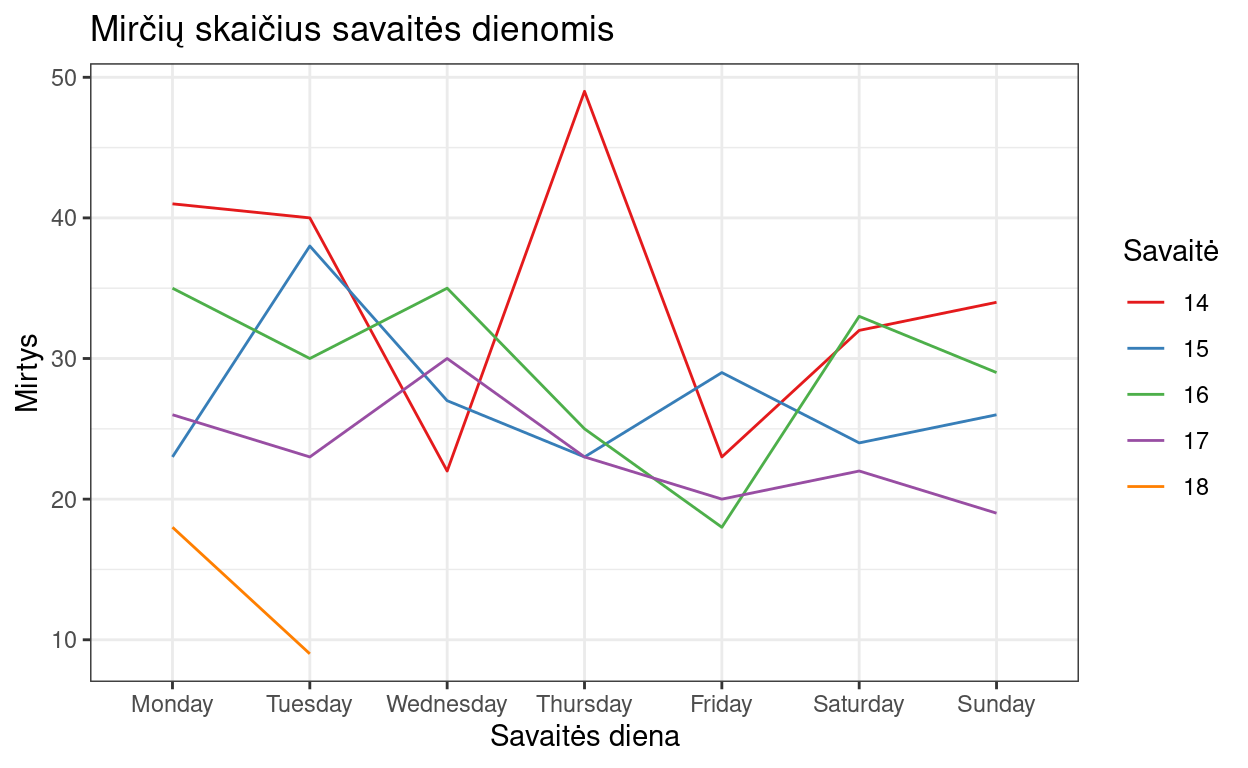 Mirčių skaičius savaitės dienomis
50
40
30
20
10
Mirtys
Monday Tuesday Wednesday Thursday Friday Saturday Sunday
Savaitės diena
Savaitė
14
15
16
17
18